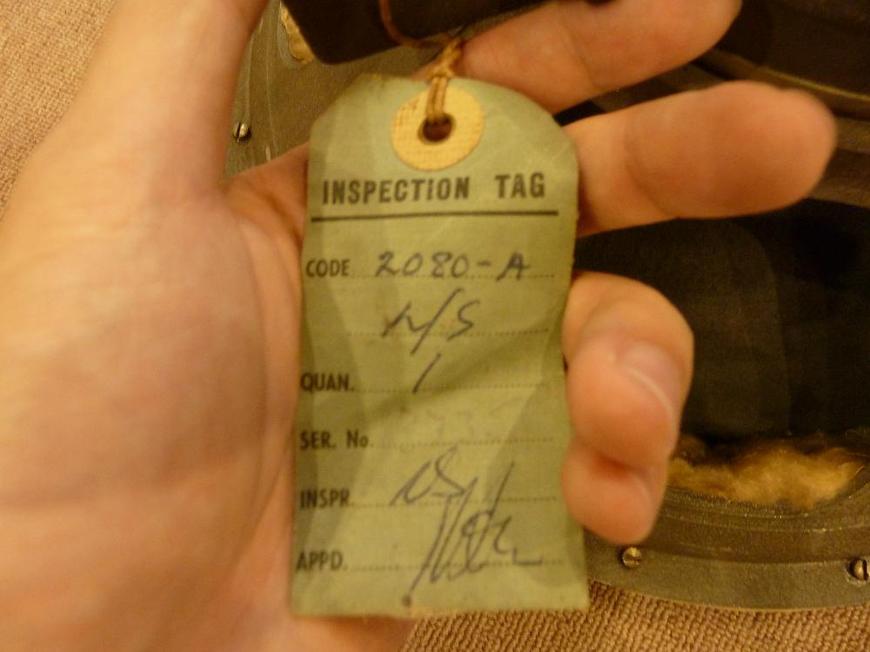 INSPECTION TAG
CODE 2080-A
N/S
QUAN. 1
SER. No.
INSPR.
APPD.